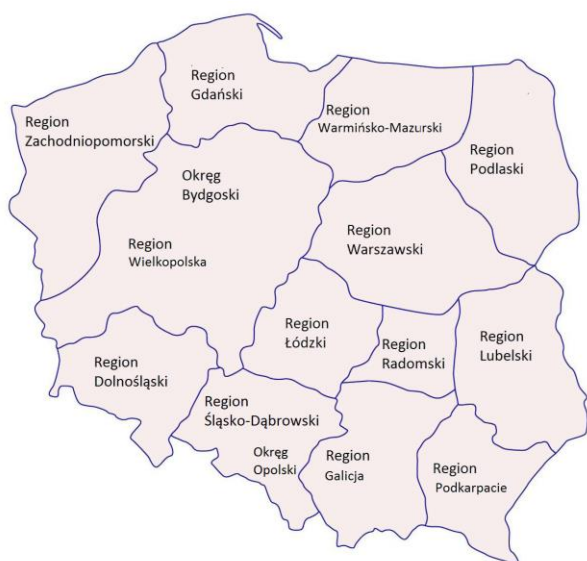 Region
Gdański
Region
Zachodniopomorski
Region
Warmińsko-Mazurski
Region
Podlaski
Okręg
Bydgoski
Region
Wielkopolska
Region
Warszawski
Region
Łódzki
Region
Radomski
Region
Lubelski
Region
Dolnośląski
Region
Śląsko-Dąbrowski
Okręg
Opolski
Region
Galicja
Region
Podkarpacie